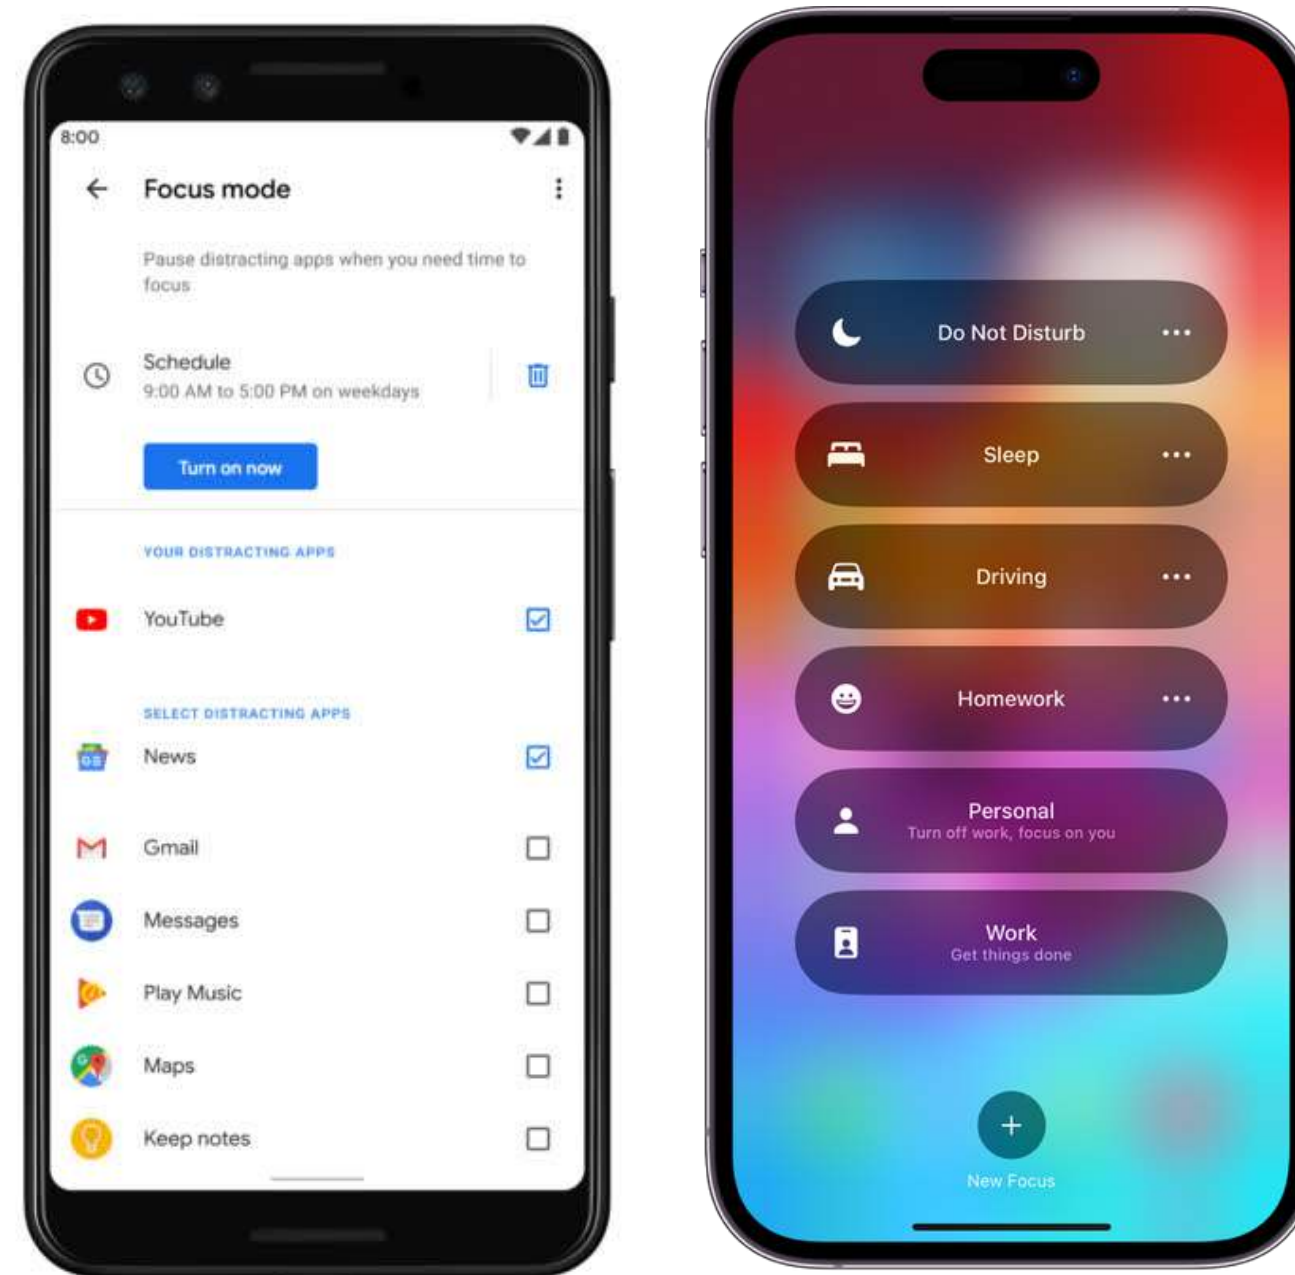 8:00
Focus mode
Pause distracting apps when you need time to
focus
Schedule
9:00 AM to 5:00 PM on weekdays
Turn on now
YOUR DISTRACTING APPS
YouTube
SELECT DISTRACTING APPS
News
Gmail
Messages
Play Music
Maps
Keep notes
Do Not Disturb
Sleep
Driving
Homework
Personal
Turn off work, focus on you
Work
Get things done
New Focus